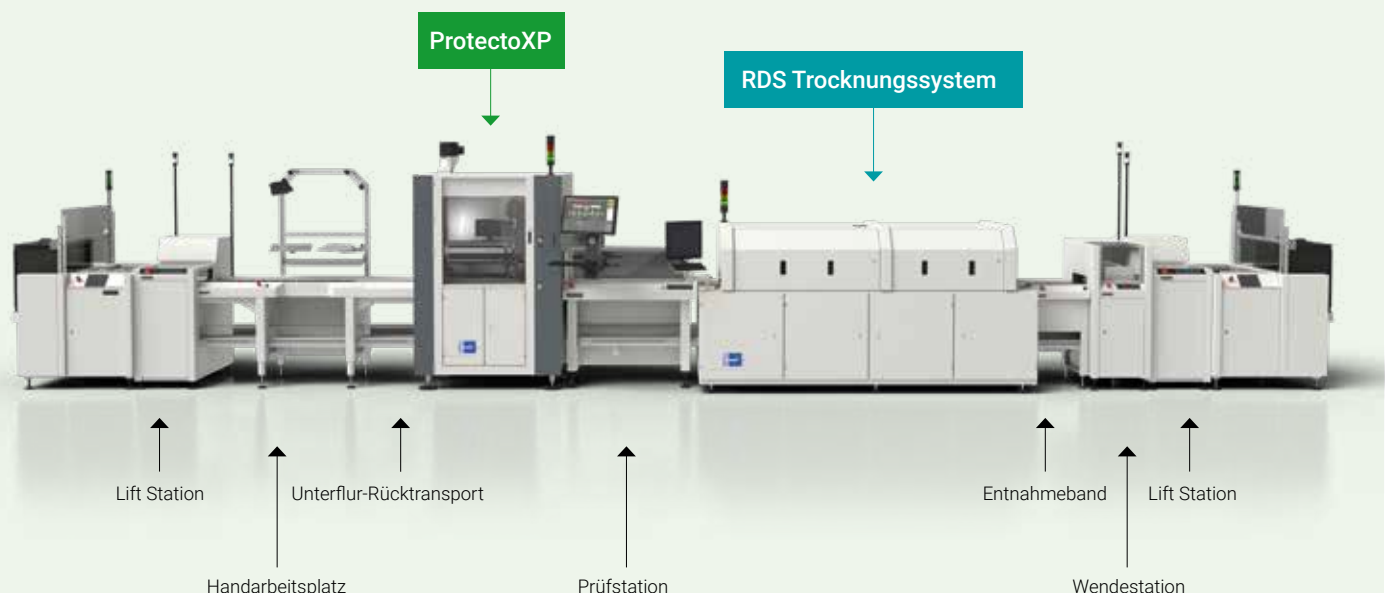 ProtectoXP
RDS Trocknungssystem
Lift Station
Unterflur-Rücktransport
Entnahmeband
Lift Station
Handarbeitsplatz
Prüfstation
Wendestation